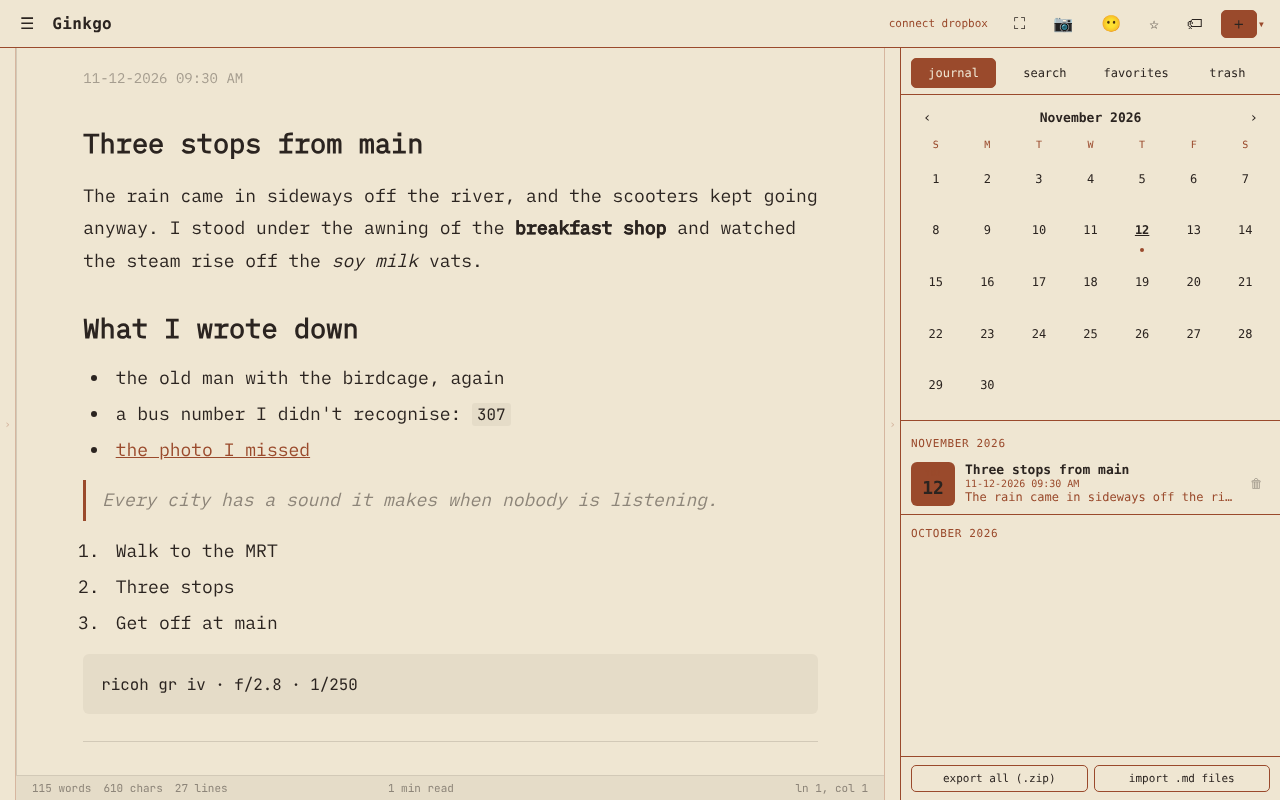 ☰ Ginkgo
connect dropbox
+ ▾
11-12-2026 09:30 AM
Three stops from main
The rain came in sideways off the river, and the scooters kept going
anyway. I stood under the awning of the breakfast shop and watched
the steam rise off the soy milk vats.
What I wrote down
• the old man with the birdcage, again
• a bus number I didn't recognise: 307
• the photo I missed
Every city has a sound it makes when nobody is listening.
1. Walk to the MRT
2. Three stops
3. Get off at main
ricoh gr iv · f/2.8 · 1/250
115 words 610 chars 27 lines 1 min read ln 1, col 1
journal search favorites trash
‹ November 2026 ›
S M T W T F S
1 2 3 4 5 6 7
8 9 10 11 12 13 14
15 16 17 18 19 20 21
22 23 24 25 26 27 28
29 30
NOVEMBER 2026
12
Three stops from main
11-12-2026 09:30 AM
The rain came in sideways off the ri…
OCTOBER 2026
export all (.zip) import .md files